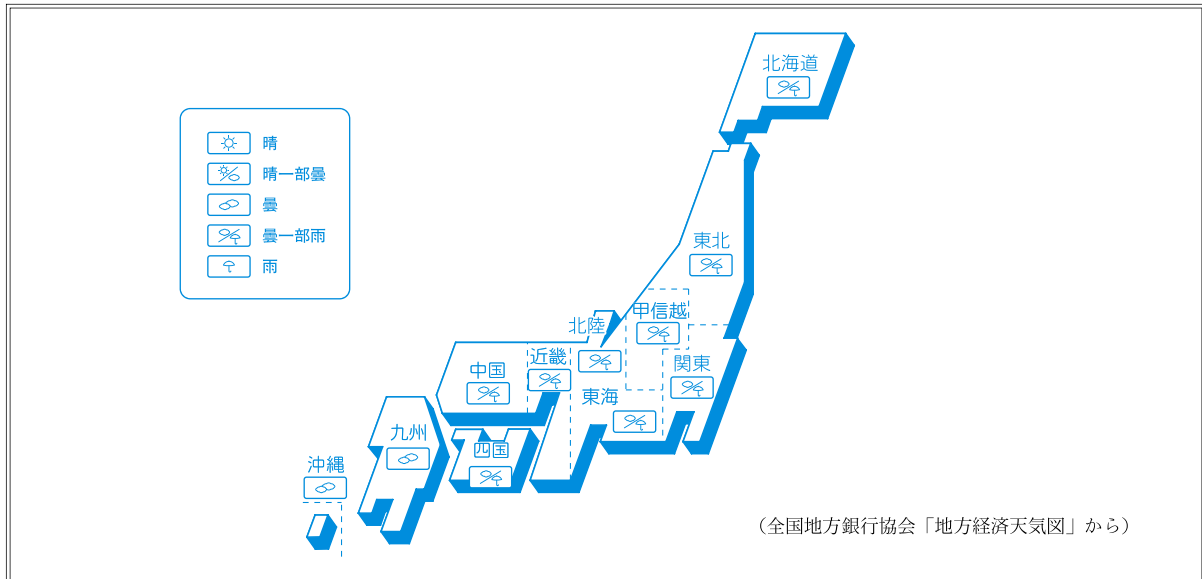 北海道
晴
晴一部曇
曇
曇一部雨
雨
東北
甲信越
北陸
近畿
関東
中国
東海
九州
四国
沖縄
（全国地方銀行協会「地方経済天気図」から）